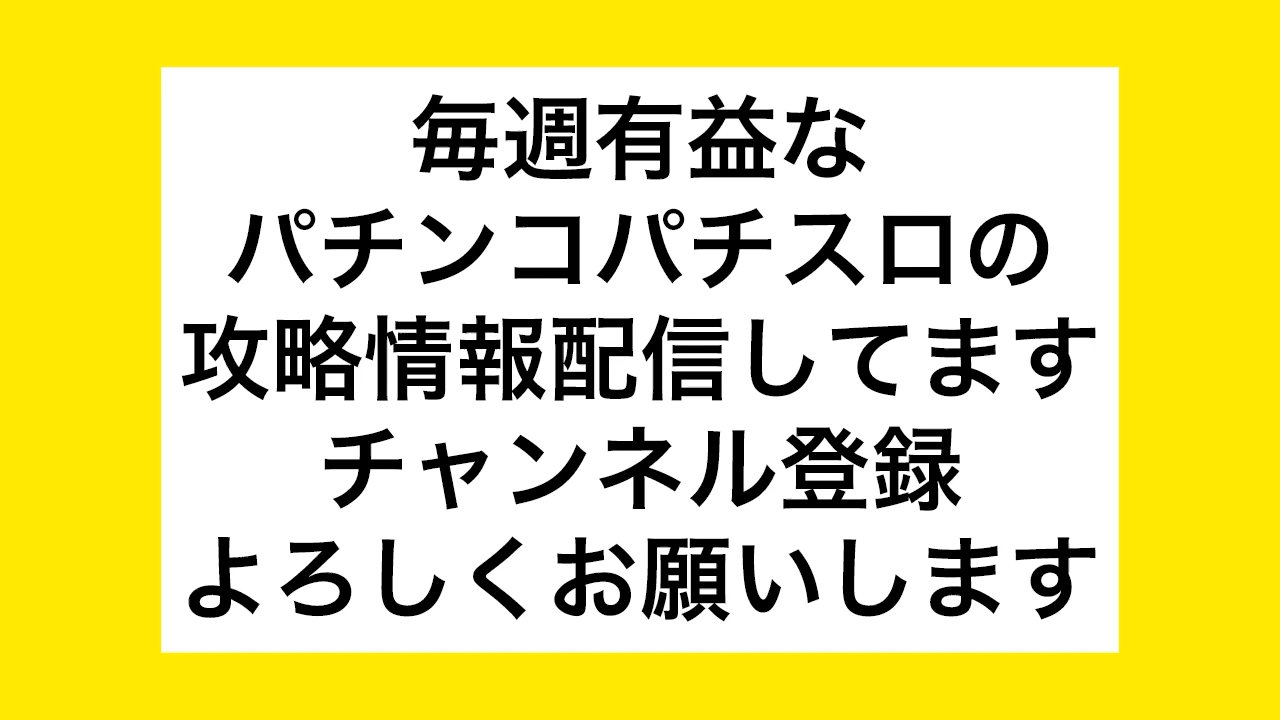 毎週有益な
パチンコパチスロの
攻略情報配信してます
チャンネル登録
よろしくお願いします